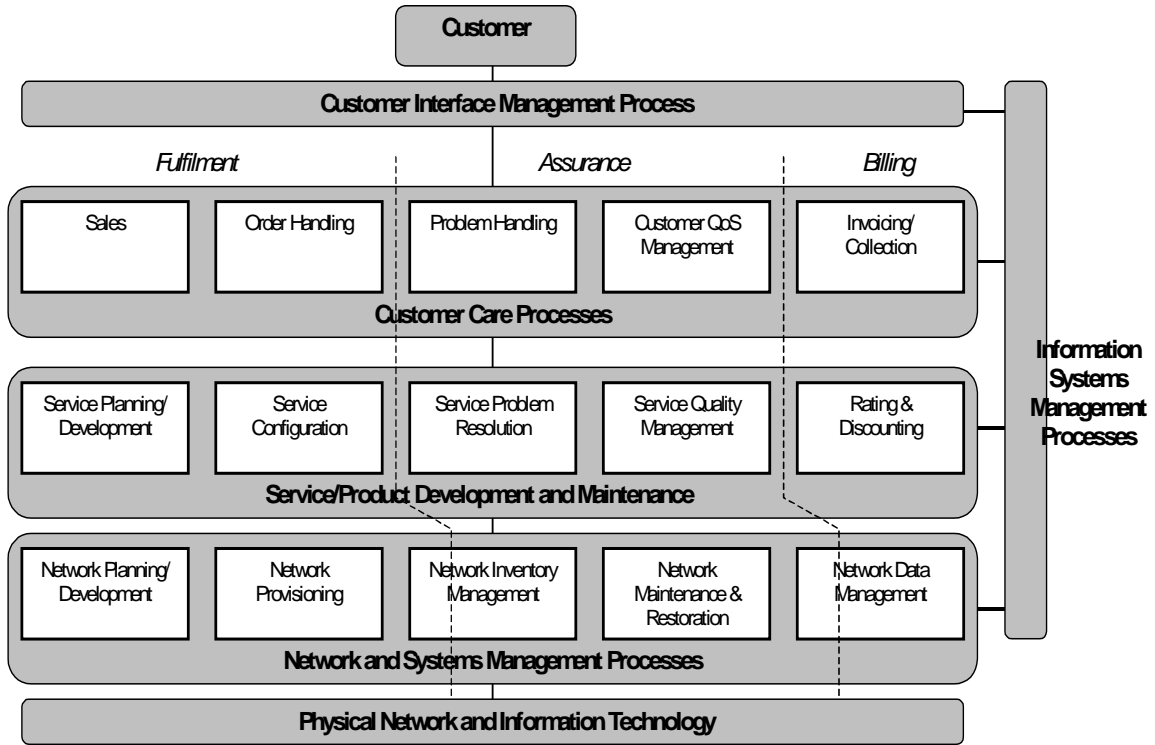 Customer
Customer Interface Management Process
Fulfilment
Assurance
Billing
Sales
Order Handling
Problem Handling
Customer QoS
Management
Invoicing/
Collection
Customer Care Processes
Information
Systems
Management
Processes
Service Planning/
Development
Service
Configuration
Service Problem
Resolution
Service Quality
Management
Rating &
Discounting
Service/Product Development and Maintenance
Network Planning/
Development
Network
Provisioning
Network Inventory
Management
Network
Maintenance &
Restoration
Network Data
Management
Network and Systems Management Processes
Physical Network and Information Technology